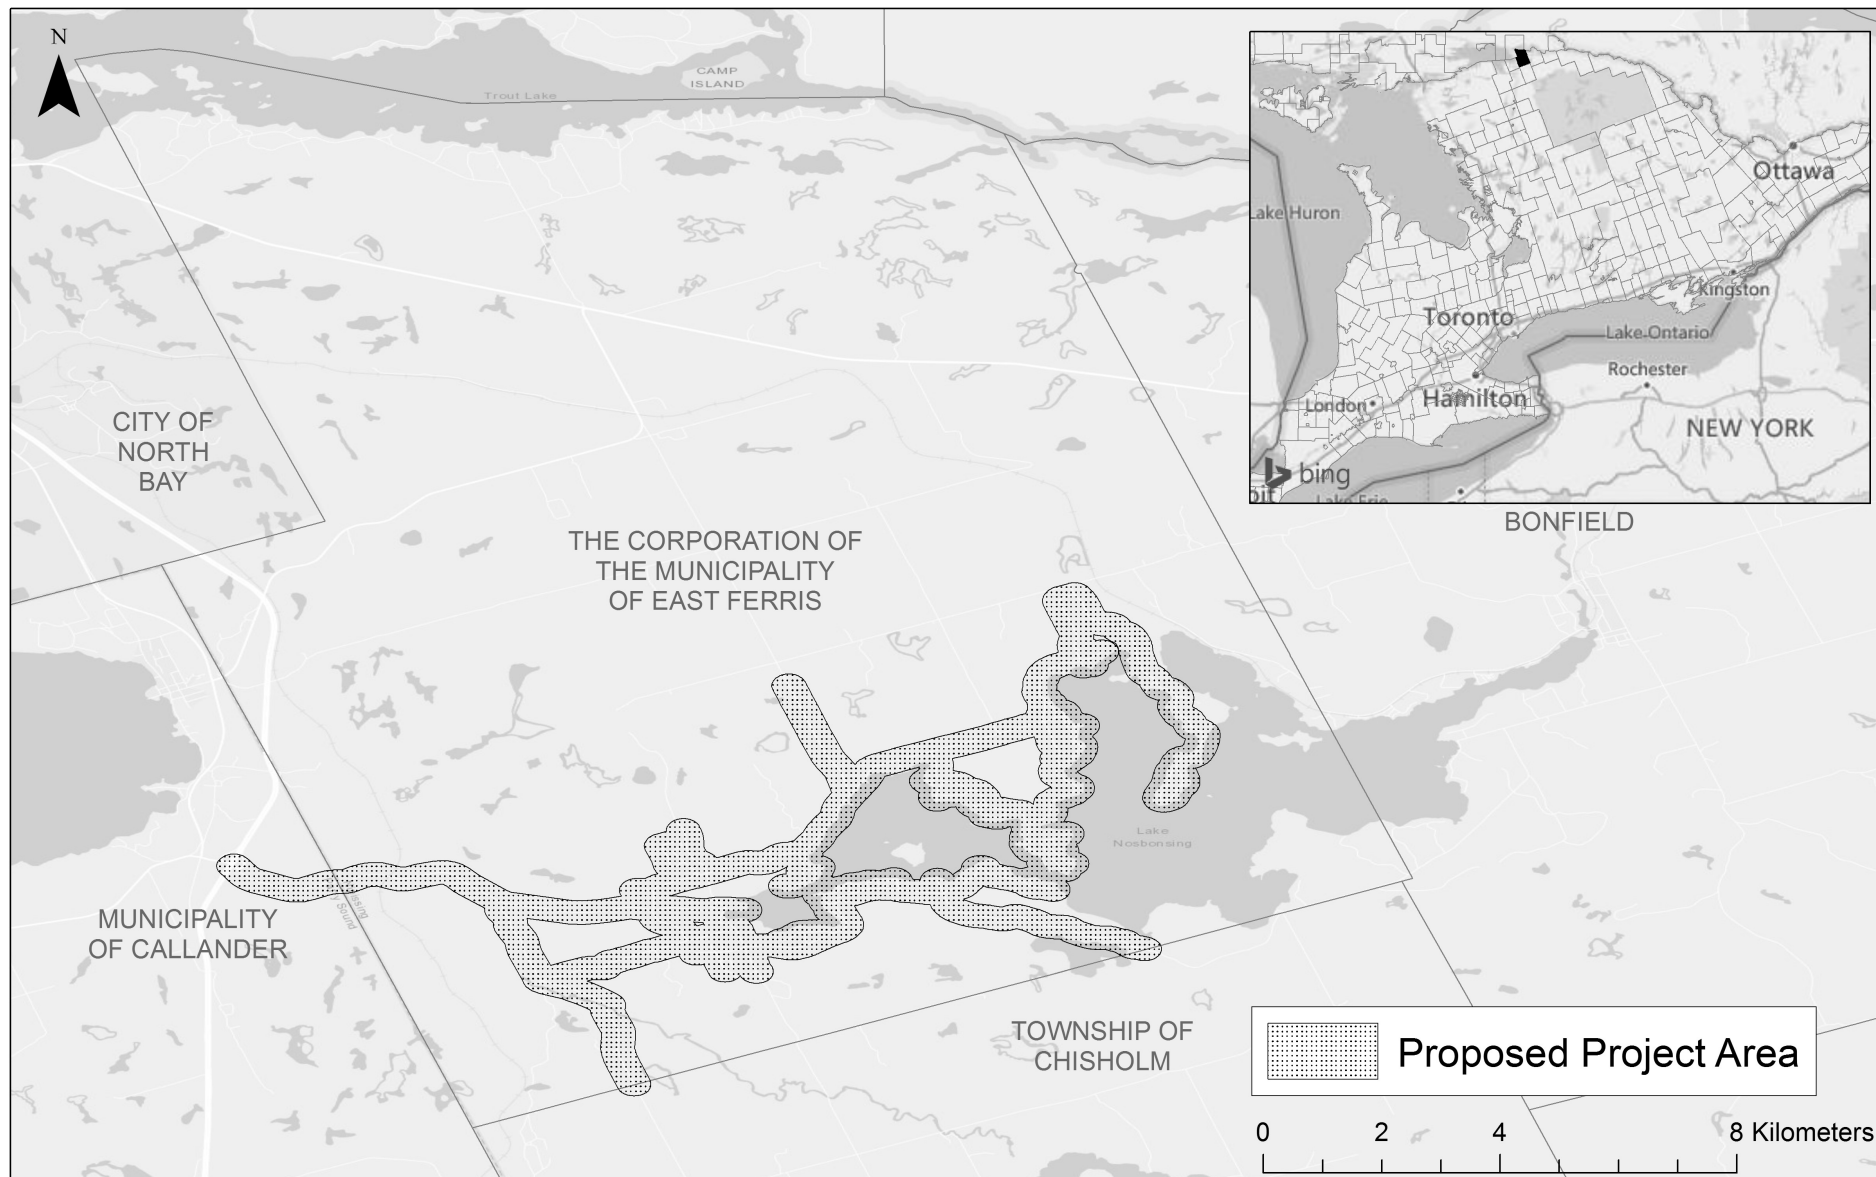 N
CAMP
ISLAND
Trout Lake
Ottawa
Lake Huron
Kingston
Toronto
Lake Ontario
Rochester
Hamilton
London
NEW YORK
bing
Lake Erie
CITY OF
NORTH
BAY
BONFIELD
THE CORPORATION OF
THE MUNICIPALITY
OF EAST FERRIS
Lake
Nosbonsing
MUNICIPALITY
OF CALLANDER
TOWNSHIP OF
CHISHOLM
Proposed Project Area
0 2 4 8 Kilometers